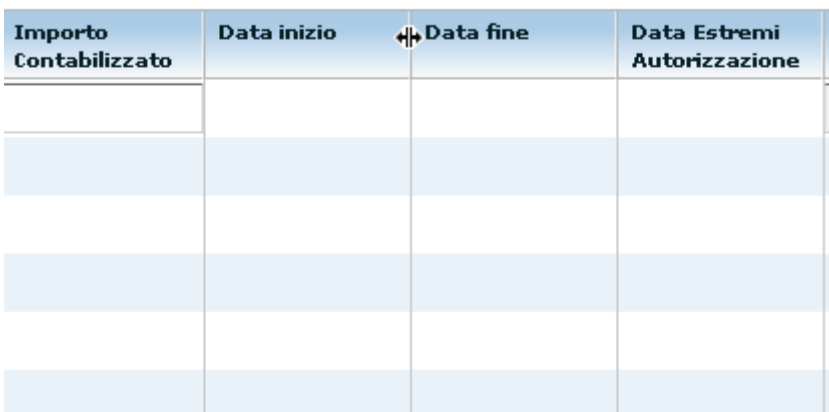 Importo
Contabilizzato
Data inizio
Data fine
Data Estremi
Autorizzazione